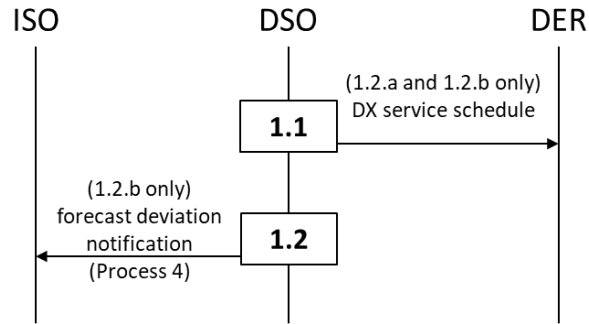 ISO
DSO
DER
(1.2.a and 1.2.b only)
DX service schedule
1.1
(1.2.b only)
forecast deviation
notification
(Process 4)
1.2